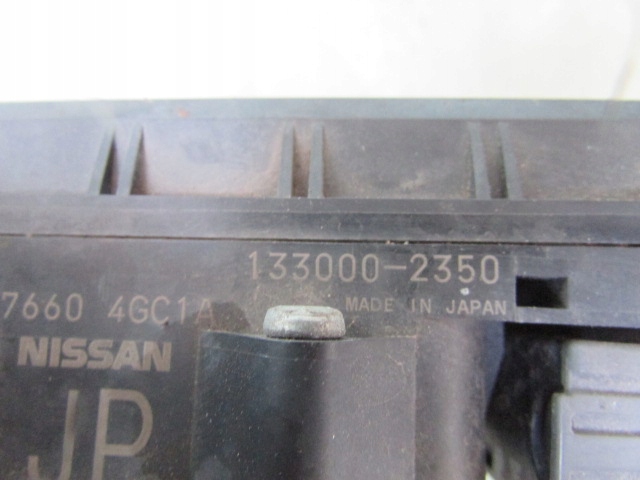 133000-2350
7660 4GC1A
MADE IN JAPAN
NISSAN
JP